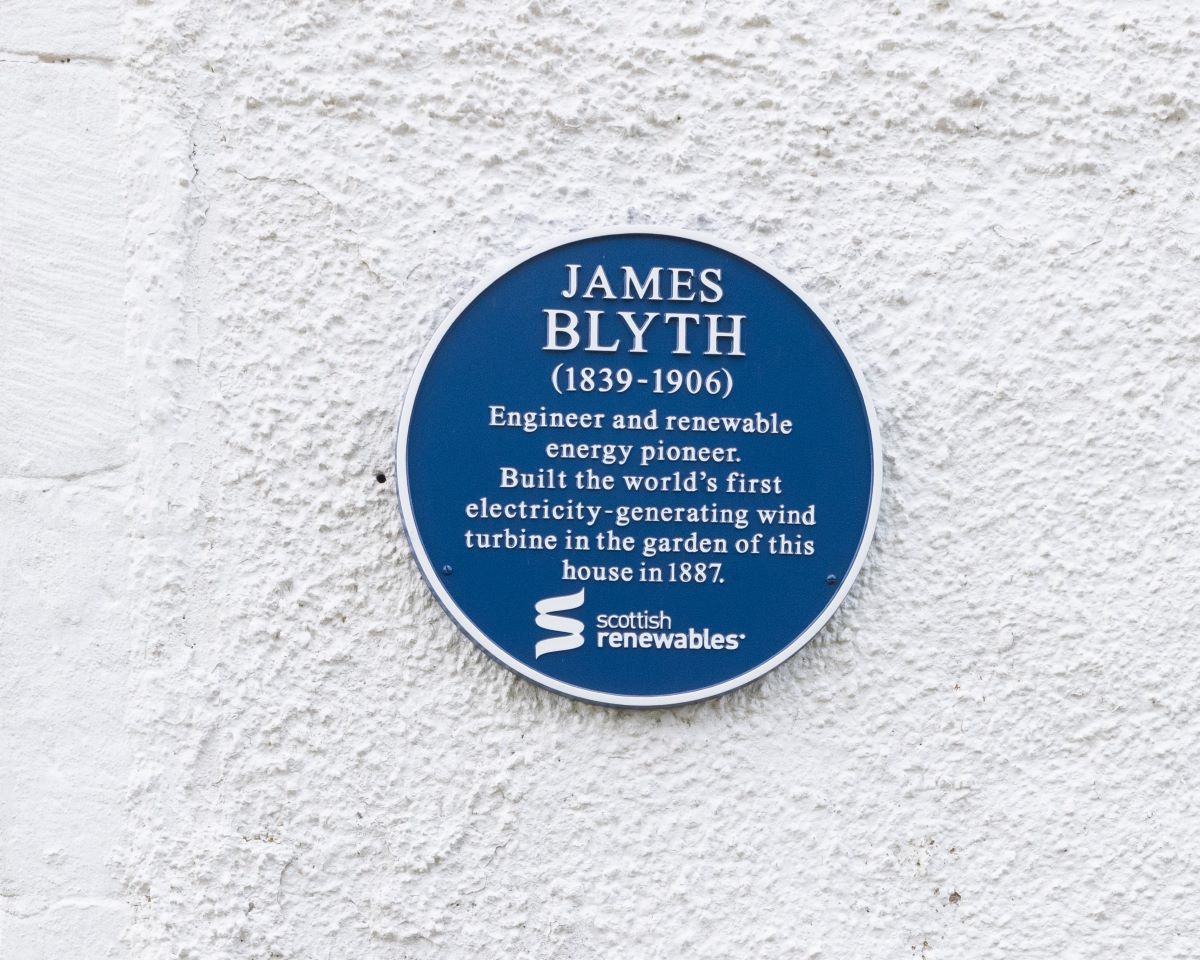 JAMES
BLYTH
(1839-1906)
Engineer and renewable
energy pioneer.
Built the world's first
electricity-generating wind
turbine in the garden of this
house in 1887.
scottish
renewables